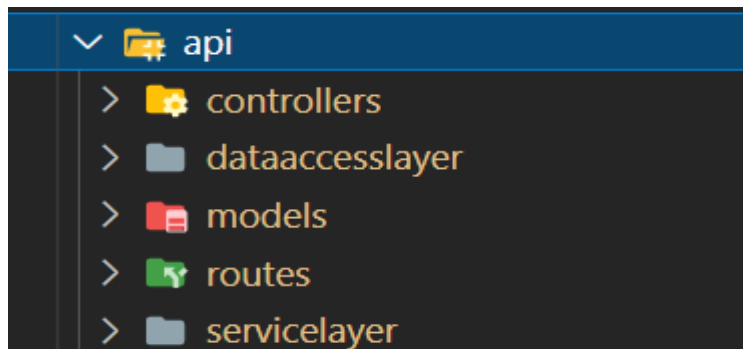 api
controllers
dataaccesslayer
models
routes
servicelayer